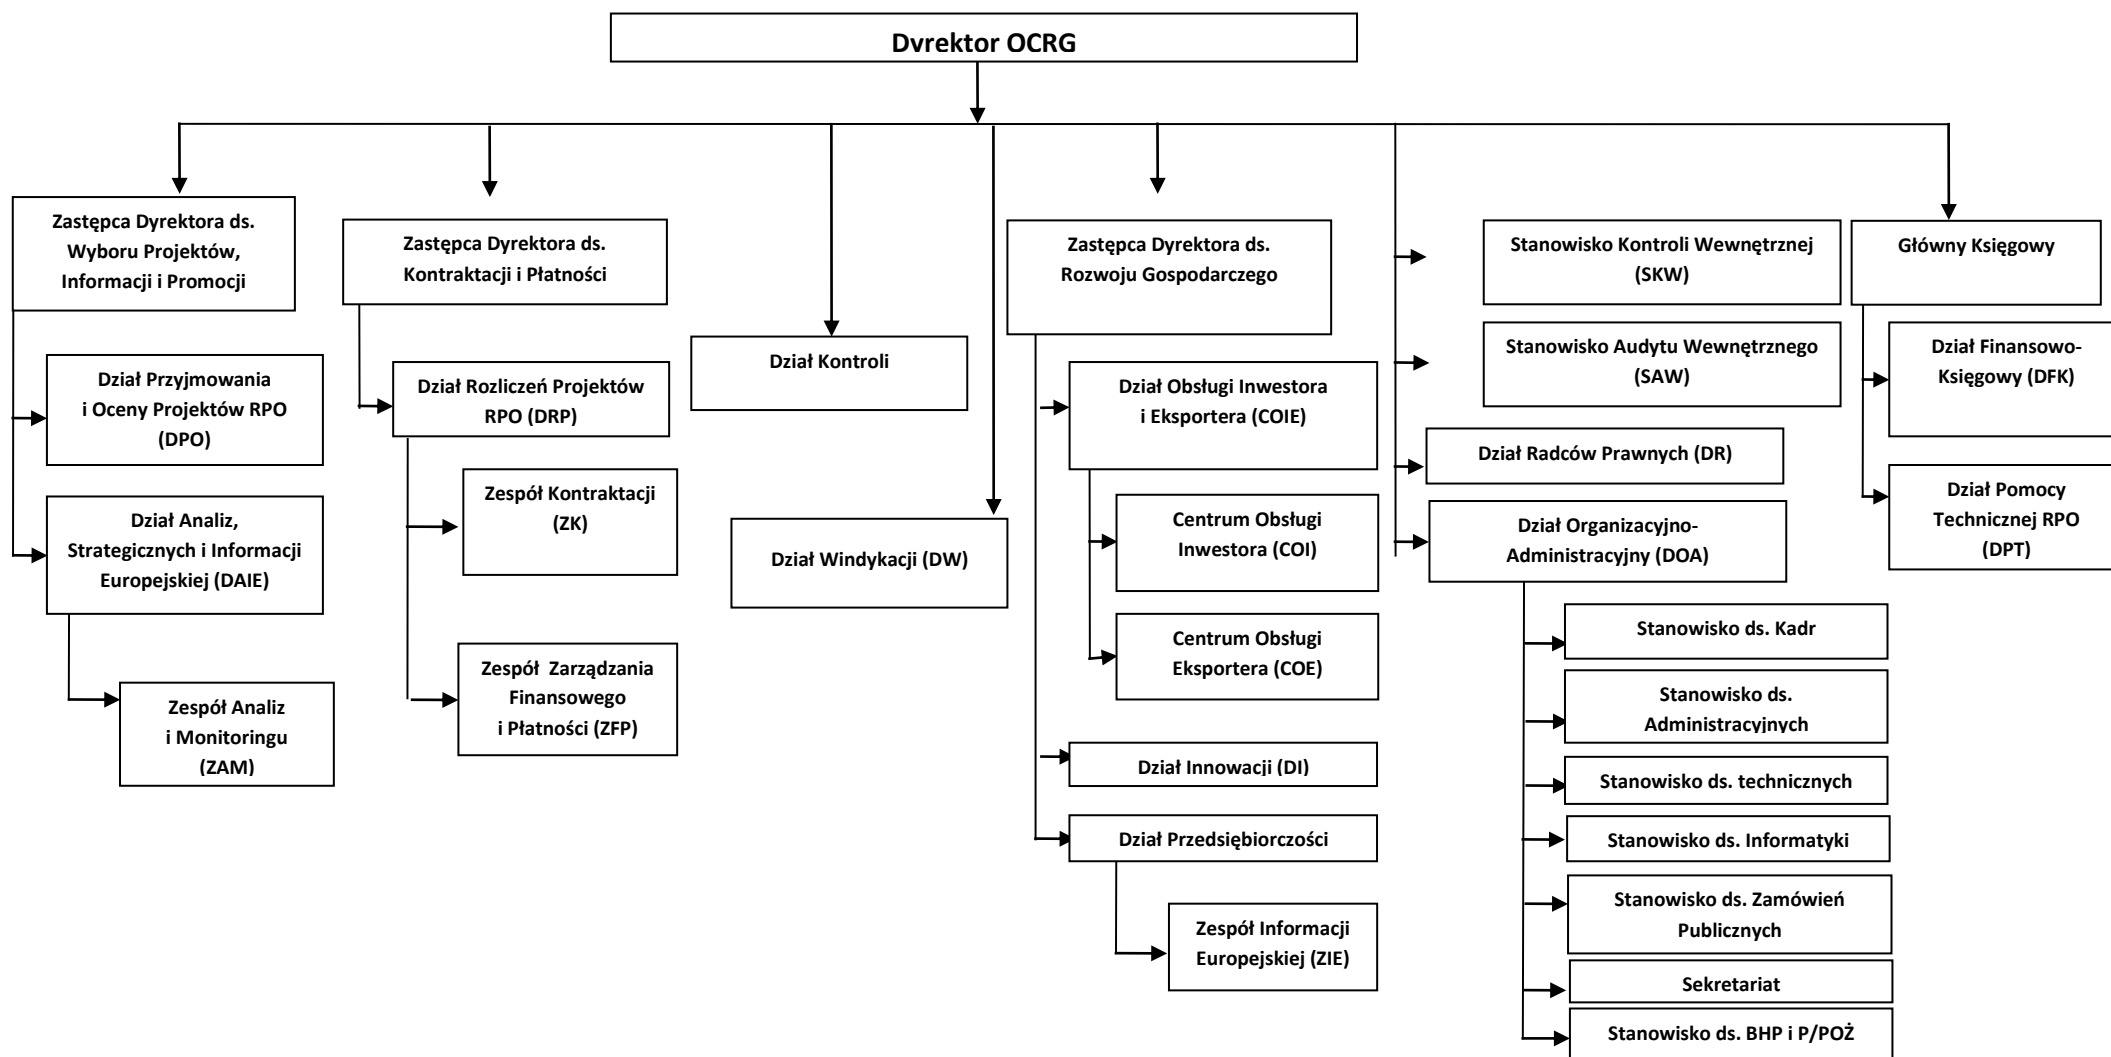 Dyrektor OCRG
Zastępca Dyrektora ds.
Wyboru Projektów,
Informacji i Promocji
Dział Przyjmowania
i Oceny Projektów RPO
(DPO)
Dział Analiz,
Strategicznych i Informacji
Europejskiej (DAIE)
Zespół Analiz
i Monitoringu
(ZAM)
Zastępca Dyrektora ds.
Kontraktacji i Płatności
Dział Rozliczeń Projektów
RPO (DRP)
Zespół Kontraktacji
(ZK)
Zespół Zarządzania
Finansowego
i Płatności (ZFP)
Dział Kontroli
Dział Windykacji (DW)
Zastępca Dyrektora ds.
Rozwoju Gospodarczego
Dział Obsługi Inwestora
i Eksportera (COIE)
Centrum Obsługi
Inwestora (COI)
Centrum Obsługi
Eksportera (COE)
Dział Innowacji (DI)
Dział Przedsiębiorczości
Zespół Informacji
Europejskiej (ZIE)
Stanowisko Kontroli Wewnętrznej
(SKW)
Stanowisko Audytu Wewnętrznego
(SAW)
Dział Radców Prawnych (DR)
Dział Organizacyjno-
Administracyjny (DOA)
Stanowisko ds. Kadr
Stanowisko ds.
Administracyjnych
Stanowisko ds. technicznych
Stanowisko ds. Informatyki
Stanowisko ds. Zamówień
Publicznych
Sekretariat
Stanowisko ds. BHP i P/POŻ
Główny Księgowy
Dział Finansowo-
Księgowy (DFK)
Dział Pomocy
Technicznej RPO
(DPT)